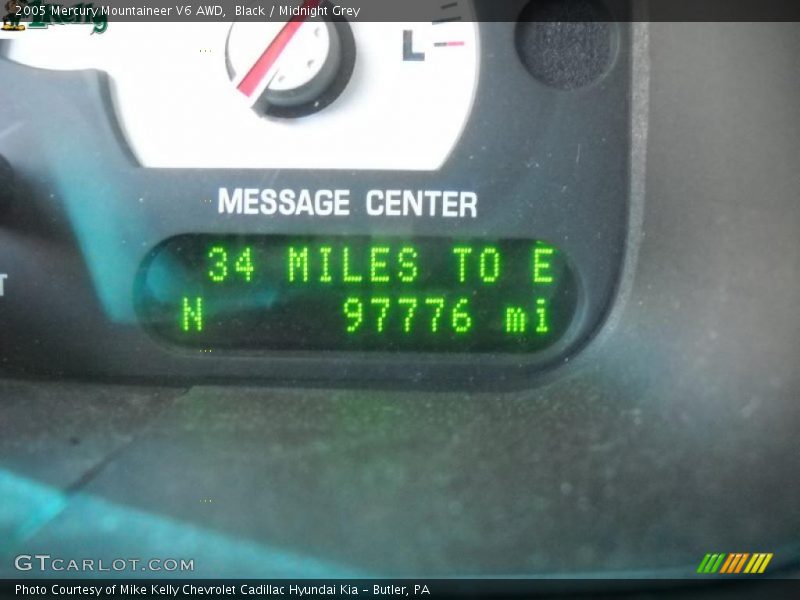 2005 Mercury Mountaineer V6 AWD,  Black / Midnight Grey
Kelly
L
MESSAGE CENTER
34 MILES TO E
N 97776 mi
T
GTCARLOT.COM
Photo Courtesy of Mike Kelly Chevrolet Cadillac Hyundai Kia – Butler, PA